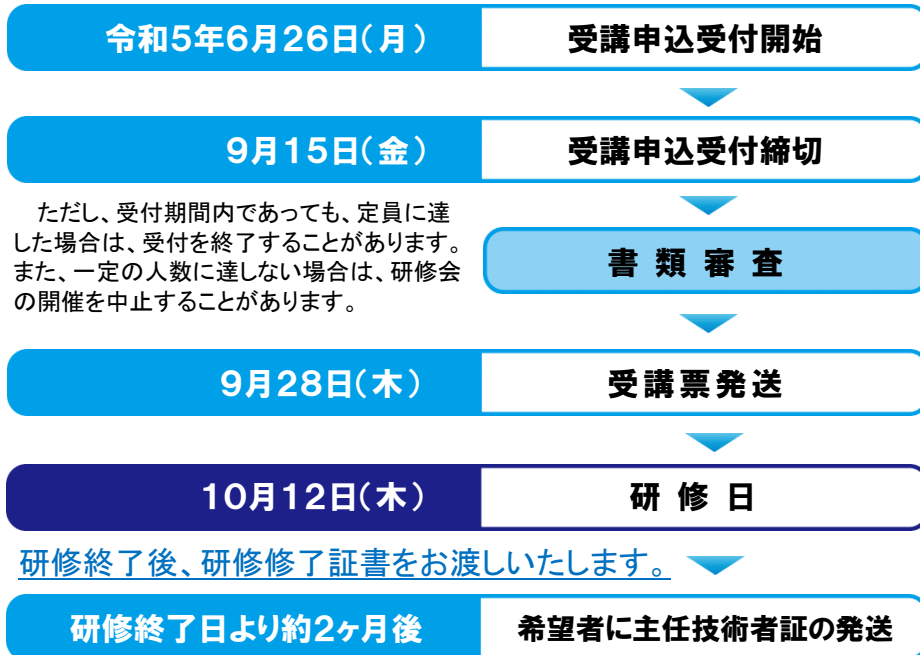 令和5年6月26日(月) 受講申込受付開始
9月15日(金) 受講申込受付締切
ただし、受付期間内であっても、定員に達
した場合は、受付を終了することがあります。
また、一定の人数に達しない場合は、研修会
の開催を中止することがあります。
書類審査
9月28日(木) 受講票発送
10月12日(木) 研修日
研修終了後、研修修了証書をお渡しいたします。
研修終了日より約2ヶ月後 希望者に主任技術者証の発送